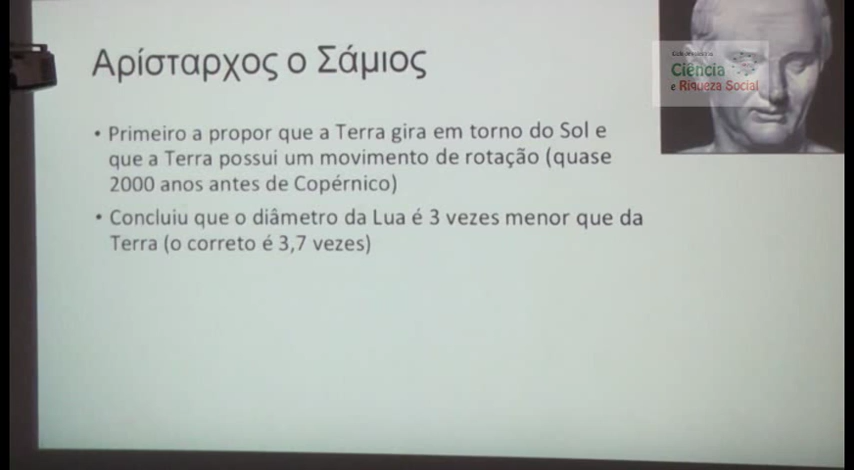 Αρίσταρχος ο Σάμιος
Ciência
e Riqueza Social
• Primeiro a propor que a Terra gira em torno do Sol e
que a Terra possui um movimento de rotação (quase
2000 anos antes de Copérnico)
• Concluiu que o diâmetro da Lua é 3 vezes menor que da
Terra (o correto é 3,7 vezes)